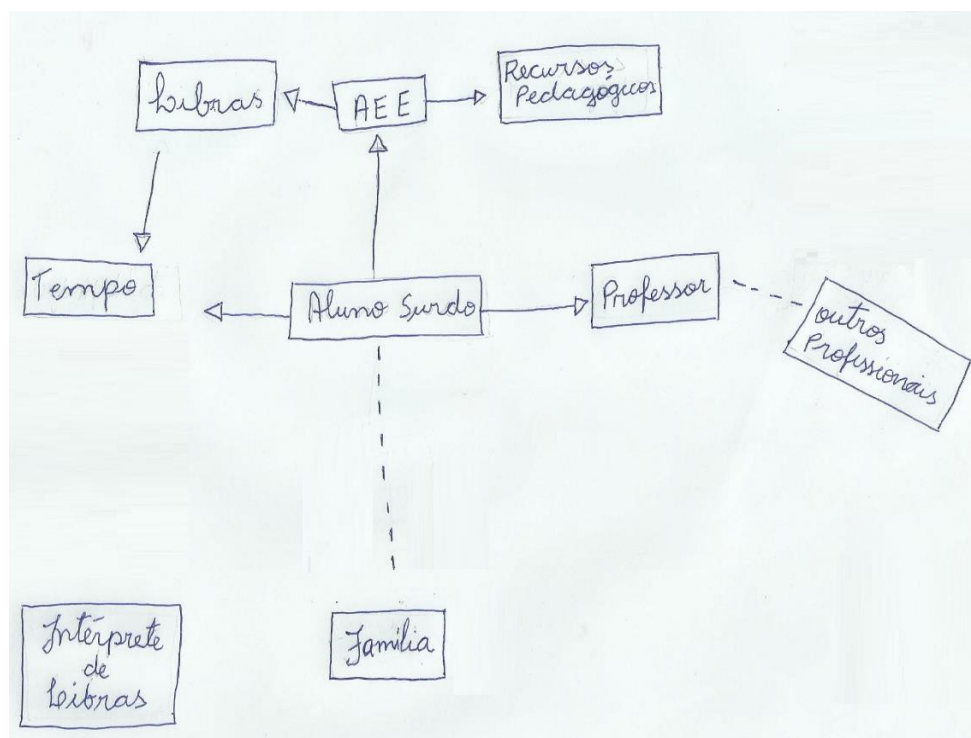 Libras
AEE
Recursos
Pedagógicos
Tempo
Aluno Surdo
Professor
outros
Profissionais
Intérprete
de
Libras
Família